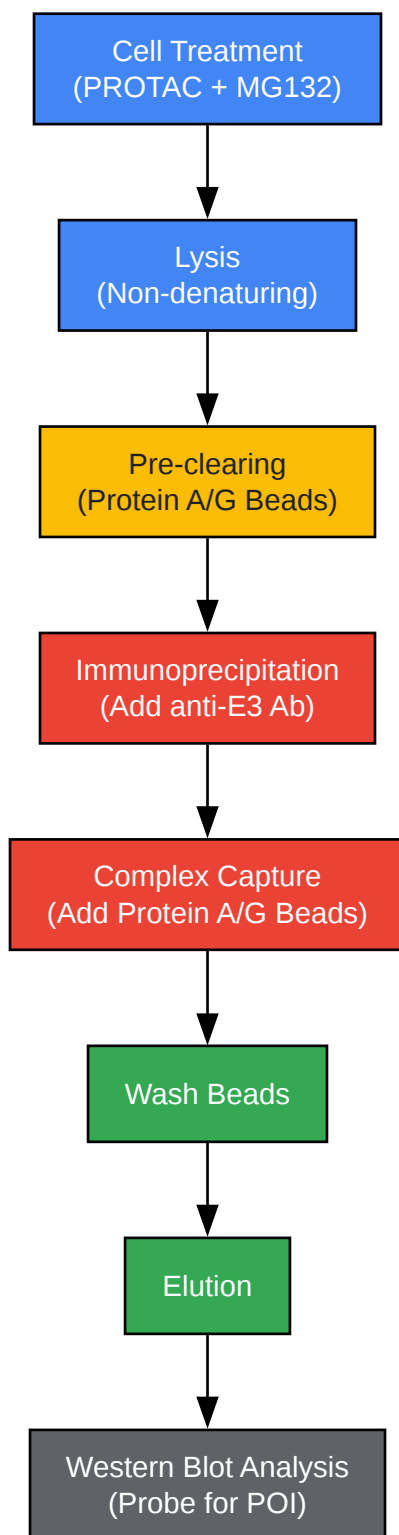 Cell Treatment
(PROTAC + MG132)
Lysis
(Non-denaturing)
Pre-clearing
(Protein A/G Beads)
Immunoprecipitation
(Add anti-E3 Ab)
Complex Capture
(Add Protein A/G Beads)
Wash Beads
Elution
Western Blot Analysis
(Probe for POI)